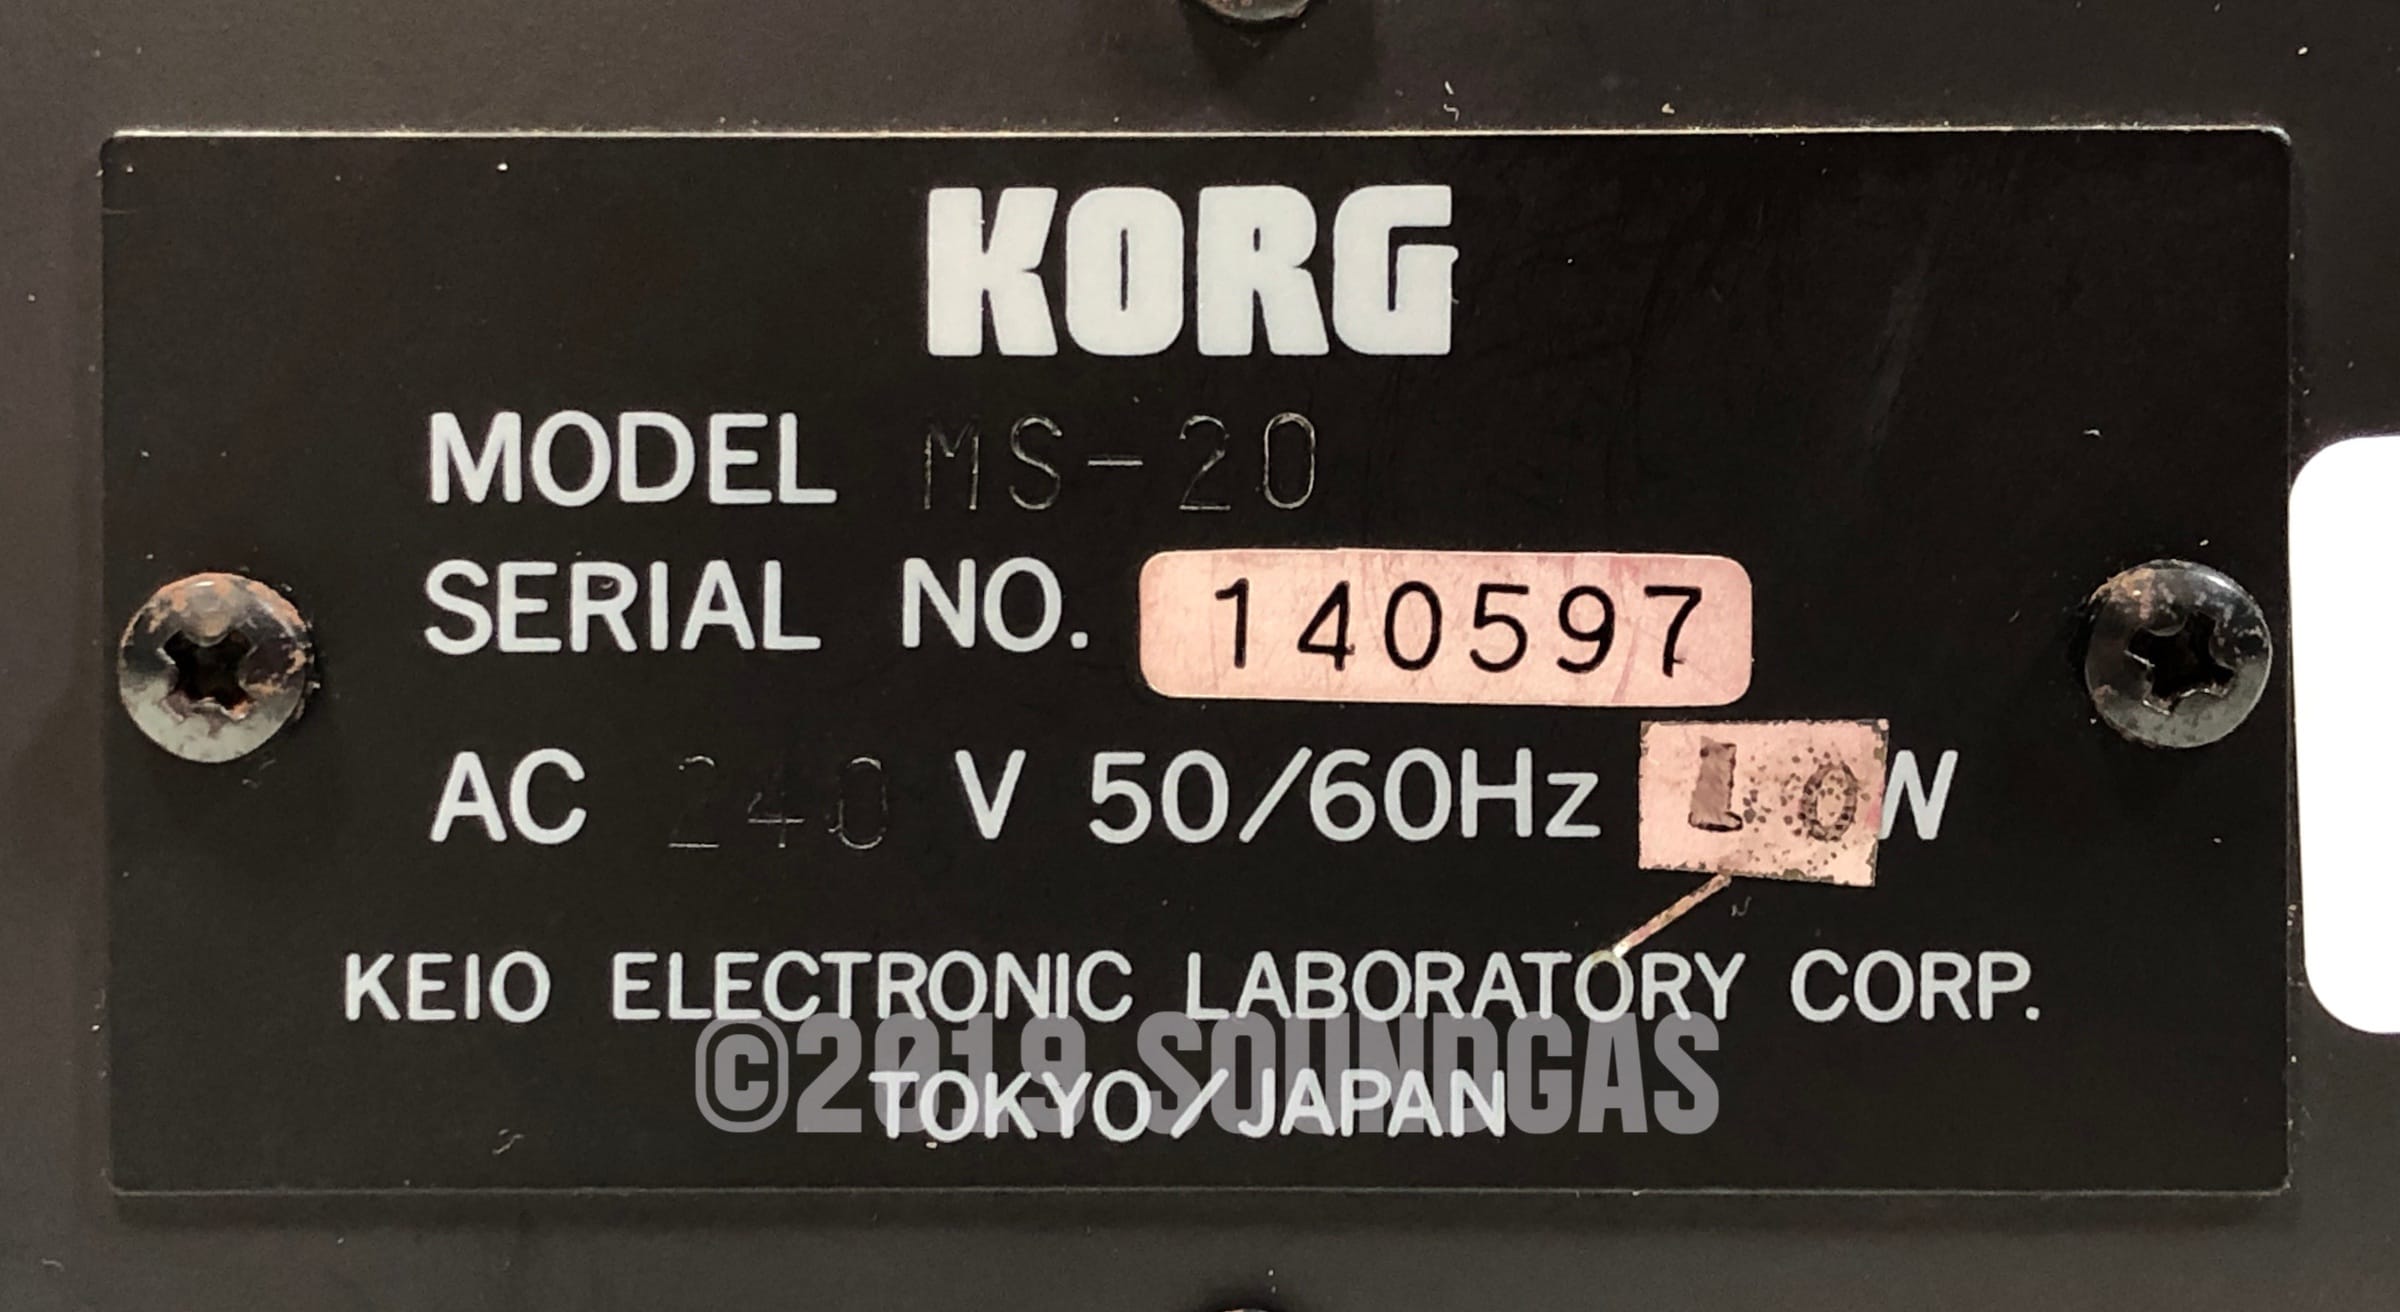 KORG
MODEL MS-20
SERIAL NO. 140597
AC 240 V 50/60Hz 10 W
KEIO ELECTRONIC LABORATORY CORP.
TOKYO/JAPAN
©2019 SOUNDGAS